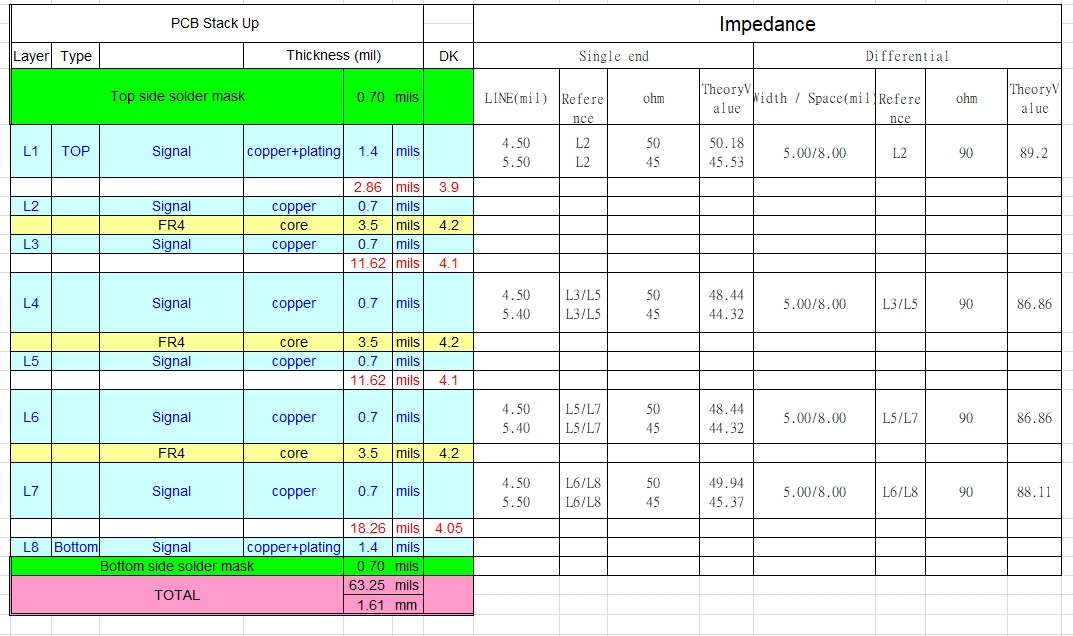 PCB Stack Up Impedance
Layer Type Thickness (mil) DK Single end Differential
Top side solder mask 0.70 mils LINE(mil) Refere nce ohm TheoryV alue Width / Space(mil) Refere nce ohm TheoryV alue
L1 TOP Signal copper+plating 1.4 mils 4.50 L2 50 50.18 5.00/8.00 L2 90 89.2
5.50 L2 45 45.53
2.86 mils 3.9
L2 Signal copper 0.7 mils
FR4 core 3.5 mils 4.2
L3 Signal copper 0.7 mils
11.62 mils 4.1
L4 Signal copper 0.7 mils 4.50 L3/L5 50 48.44 5.00/8.00 L3/L5 90 86.86
5.40 L3/L5 45 44.32
FR4 core 3.5 mils 4.2
L5 Signal copper 0.7 mils
11.62 mils 4.1
L6 Signal copper 0.7 mils 4.50 L5/L7 50 48.44 5.00/8.00 L5/L7 90 86.86
5.40 L5/L7 45 44.32
FR4 core 3.5 mils 4.2
L7 Signal copper 0.7 mils 4.50 L6/L8 50 49.94 5.00/8.00 L6/L8 90 88.11
5.50 L6/L8 45 45.37
18.26 mils 4.05
L8 Bottom Signal copper+plating 1.4 mils
Bottom side solder mask 0.70 mils
TOTAL 63.25 mils
1.61 mm